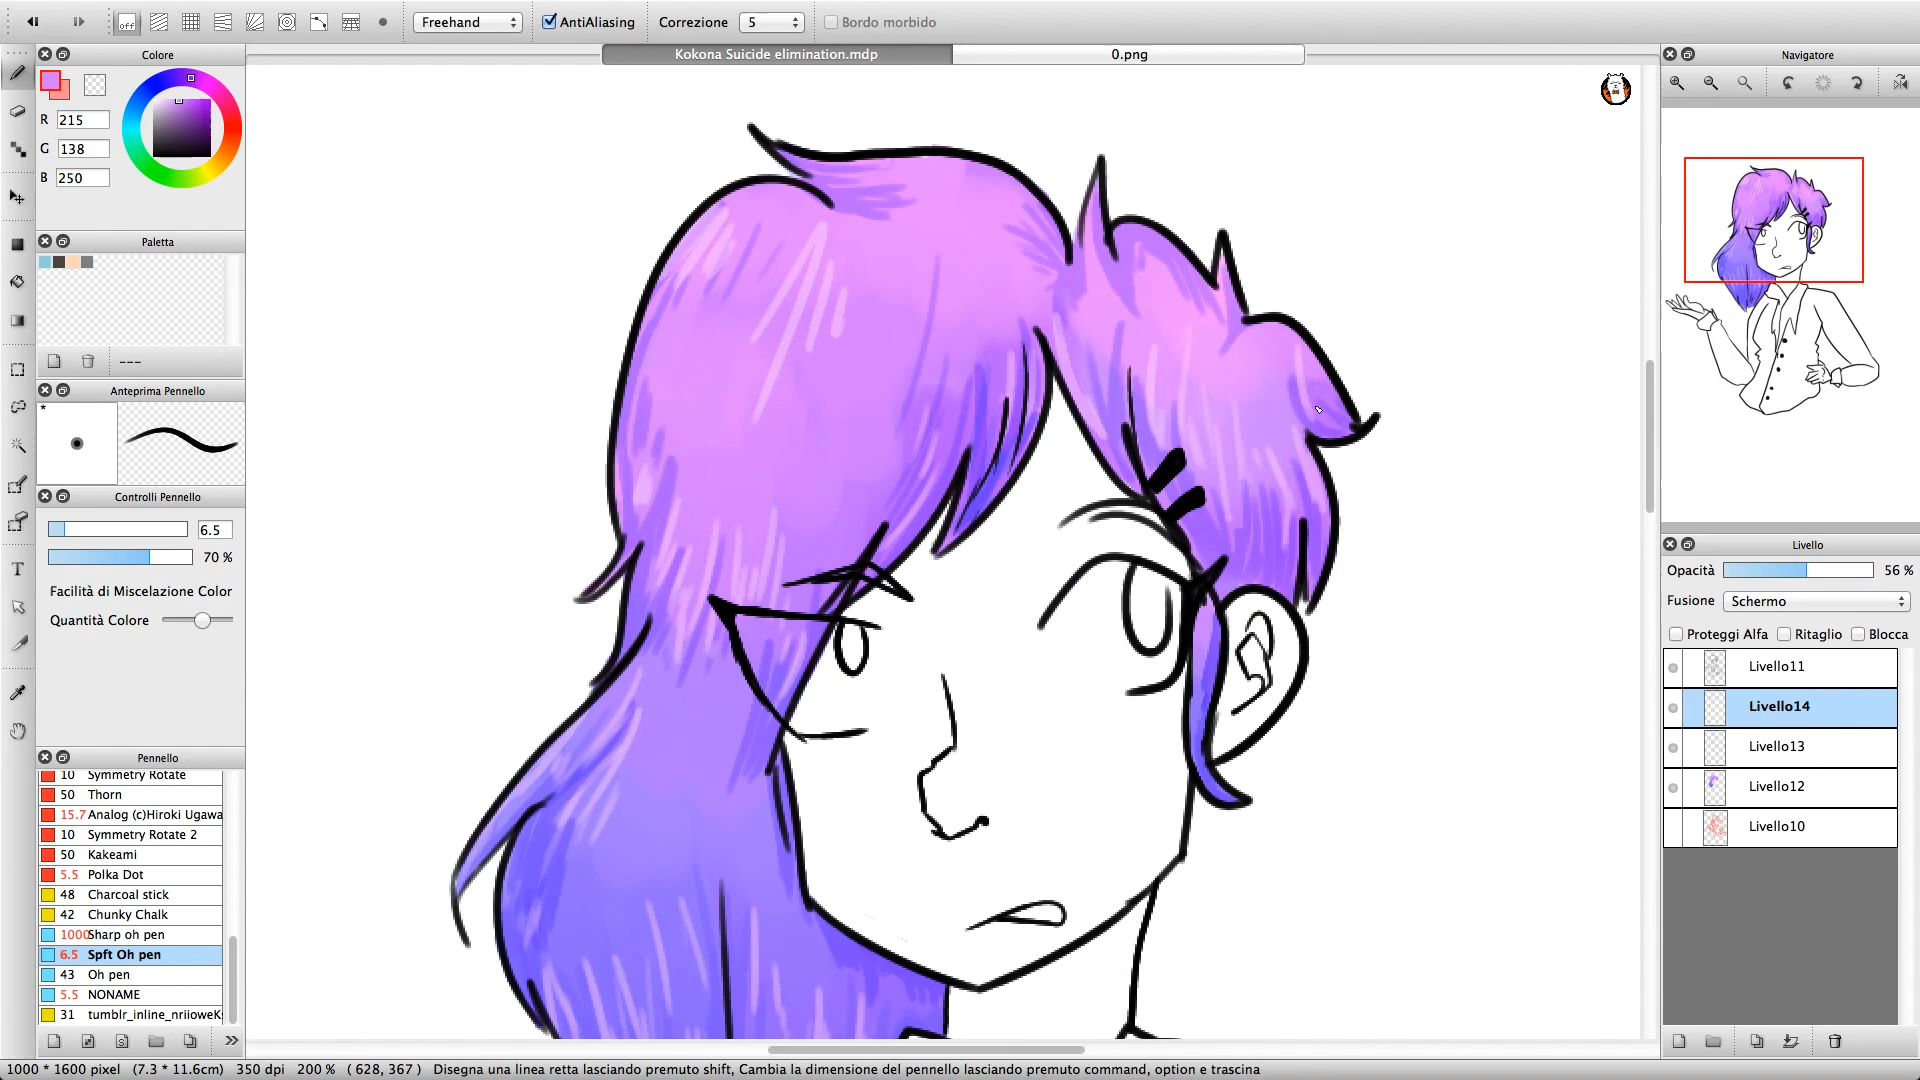 off
Freehand
AntiAliasing
Correzione
5
Bordo morbido
Colore
Kokona Suicide elimination.mdp
0.png
Navigatore
R 215
G 138
B 250
Paletta
---
Anteprima Pennello
*
Controlli Pennello
6.5
70 %
Facilità di Miscelazione Color
Quantità Colore
Pennello
10 Symmetry Rotate
50 Thorn
15.7 Analog (c)Hiroki Ugawa
10 Symmetry Rotate 2
50 Kakeami
5.5 Polka Dot
48 Charcoal stick
42 Chunky Chalk
1000 Sharp oh pen
6.5 Spft Oh pen
43 Oh pen
5.5 NONAME
31 tumblr_inline_nriioweK
Livello
Opacità 56 %
Fusione Schermo
Proteggi Alfa Ritaglio Blocca
Livello11
Livello14
Livello13
Livello12
Livello10
T
1000 * 1600 pixel (7.3 * 11.6cm) 350 dpi 200 % ( 628, 367 ) Disegna una linea retta lasciando premuto shift, Cambia la dimensione del pennello lasciando premuto command, option e trascina